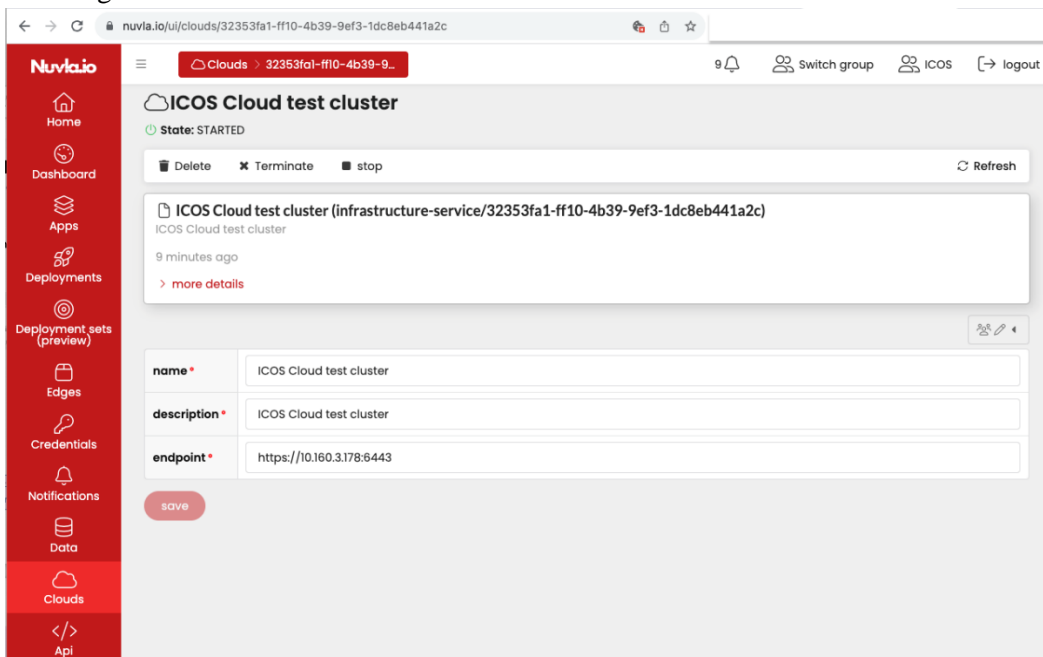 nuvla.io/ui/clouds/32353fa1-ff10-4b39-9ef3-1dc8eb441a2c
Nuvla.io
Clouds > 32353fa1-ff10-4b39-9...
9
Switch group
ICOS
logout
Home
Dashboard
Apps
Deployments
Deployment sets
(preview)
Edges
Credentials
Notifications
Data
Clouds
</>
Api
ICOS Cloud test cluster
State: STARTED
Delete
Terminate
stop
Refresh
ICOS Cloud test cluster (infrastructure-service/32353fa1-ff10-4b39-9ef3-1dc8eb441a2c)
ICOS Cloud test cluster
9 minutes ago
> more details
name * ICOS Cloud test cluster
description * ICOS Cloud test cluster
endpoint * https://10.160.3.178:6443
save